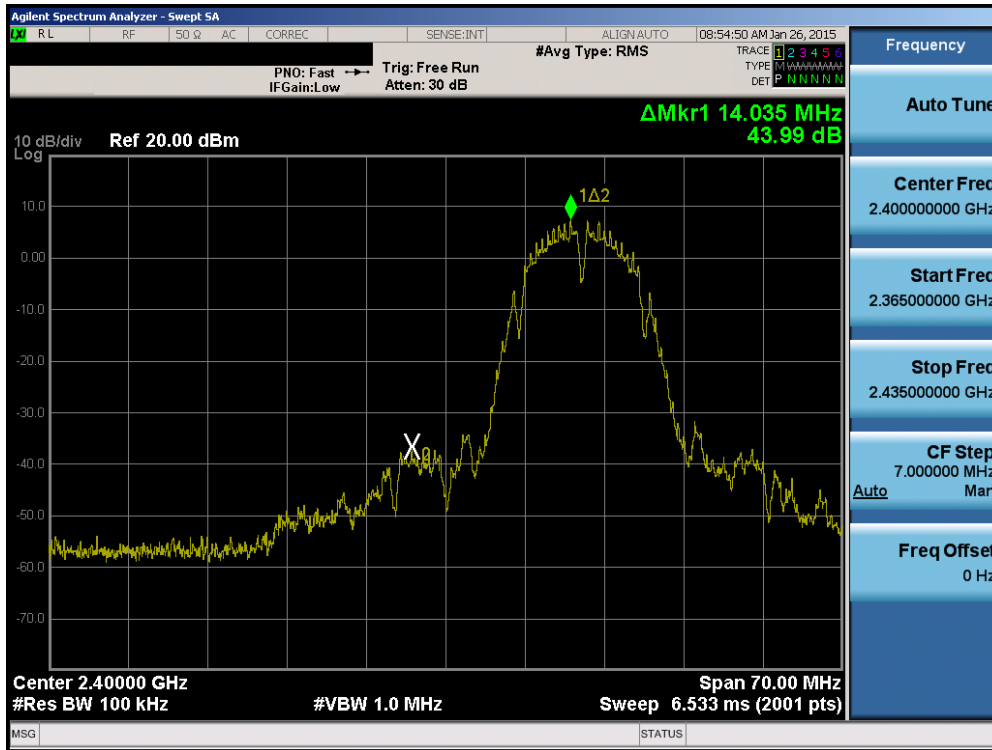 Agilent Spectrum Analyzer - Swept SA
LXI RL RF 50 Ω AC CORREC SENSE:INT ALIGN AUTO 08:54:50 AM Jan 26, 2015
PNO: Fast
IFGain:Low
Trig: Free Run
Atten: 30 dB
#Avg Type: RMS
TRACE 1 2 3 4 5 6
TYPE M
DET P N N N N N
ΔMkr1 14.035 MHz
43.99 dB
10 dB/div Ref 20.00 dBm
Log
1Δ2
10.0
0.00
-10.0
-20.0
-30.0
-40.0
-50.0
-60.0
-70.0
X2
Center 2.40000 GHz Span 70.00 MHz
#Res BW 100 kHz #VBW 1.0 MHz Sweep 6.533 ms (2001 pts)
MSG STATUS
Frequency
Auto Tune
Center Freq
2.400000000 GHz
Start Freq
2.365000000 GHz
Stop Freq
2.435000000 GHz
CF Step
7.000000 MHz
Auto Man
Freq Offset
0 Hz